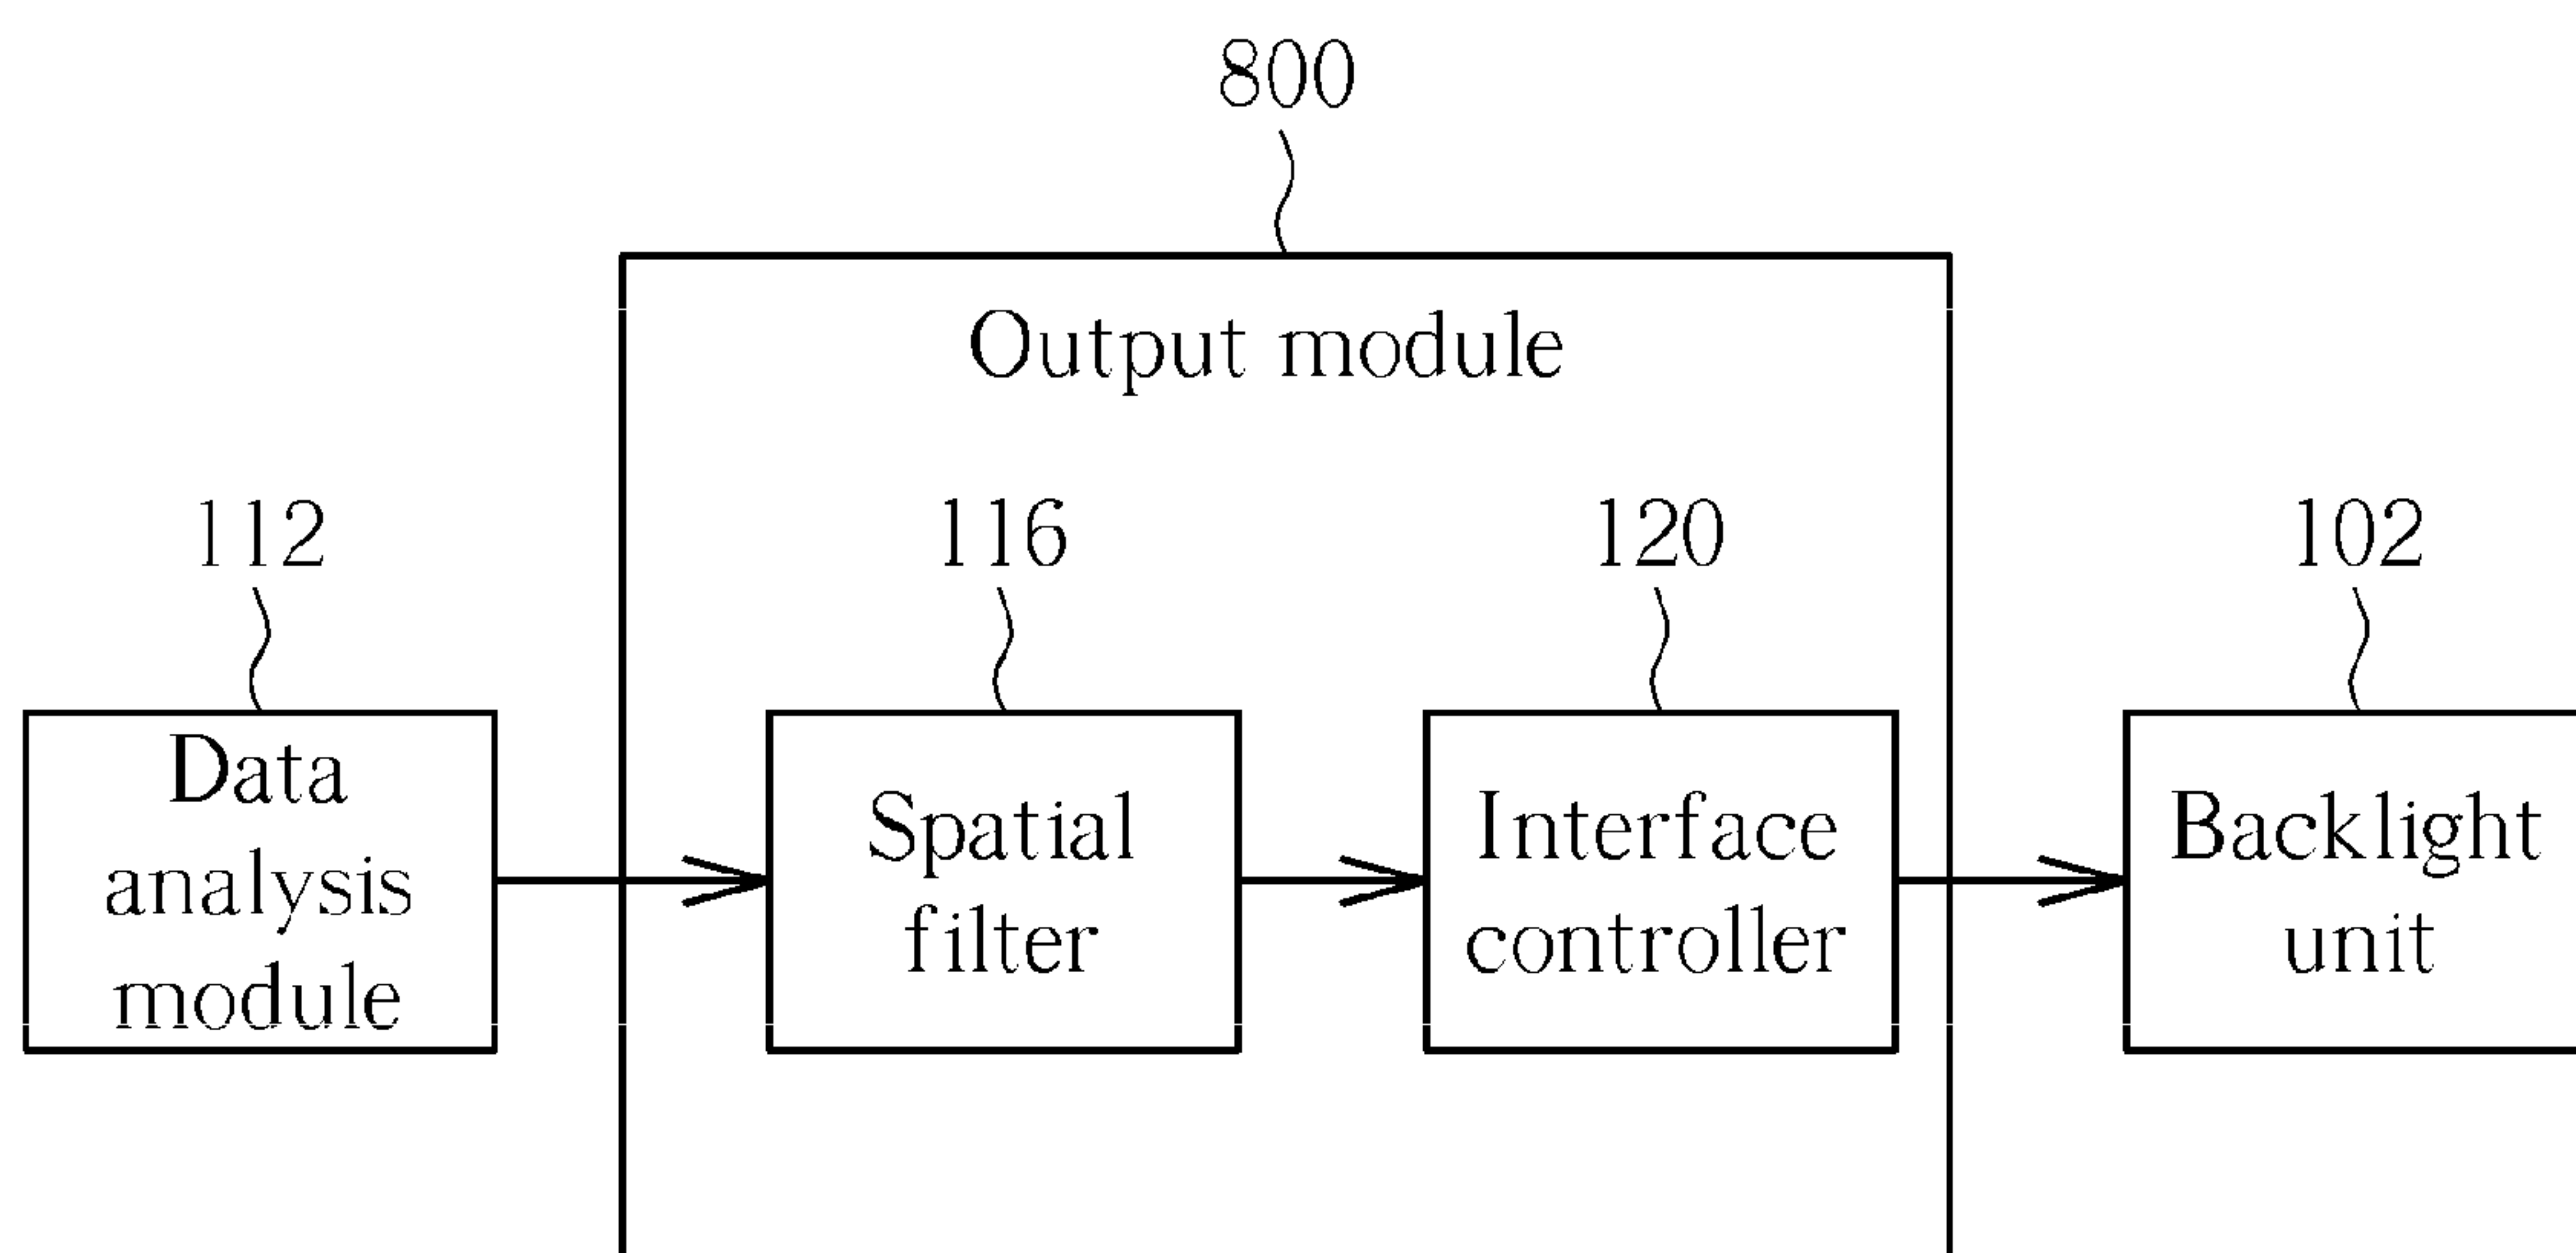 800
Output module
112
116
120
102
Data
analysis
module
Spatial
filter
Interface
controller
Backlight
unit